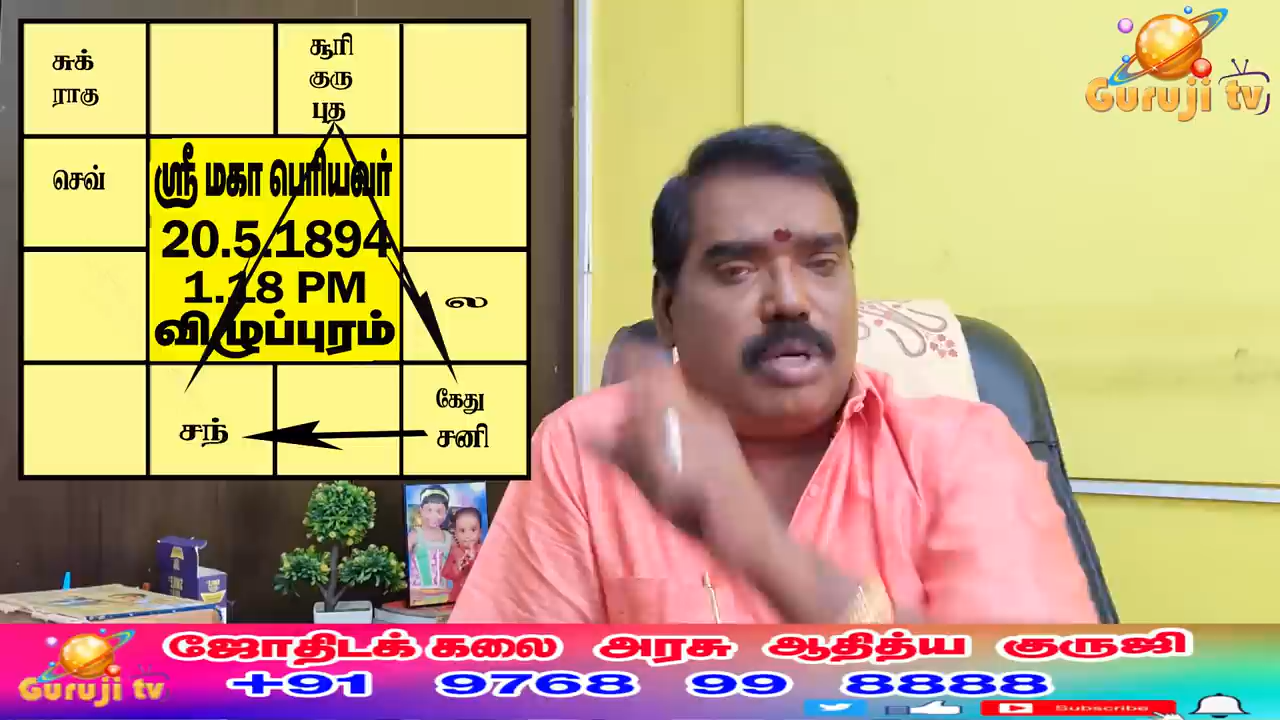 சுக்
ராகு
சூரி
குரு
புத
செவ்
ஸ்ரீ மகா பெரியவர்
20.5.1894
1.18 PM
விழுப்புரம்
ல
சந்
கேது
சனி
Guruji tv
ஜோதிடக் கலை அரசு ஆதித்ய குருஜி
Guruji tv
+91 9768 99 8888
Subscribe